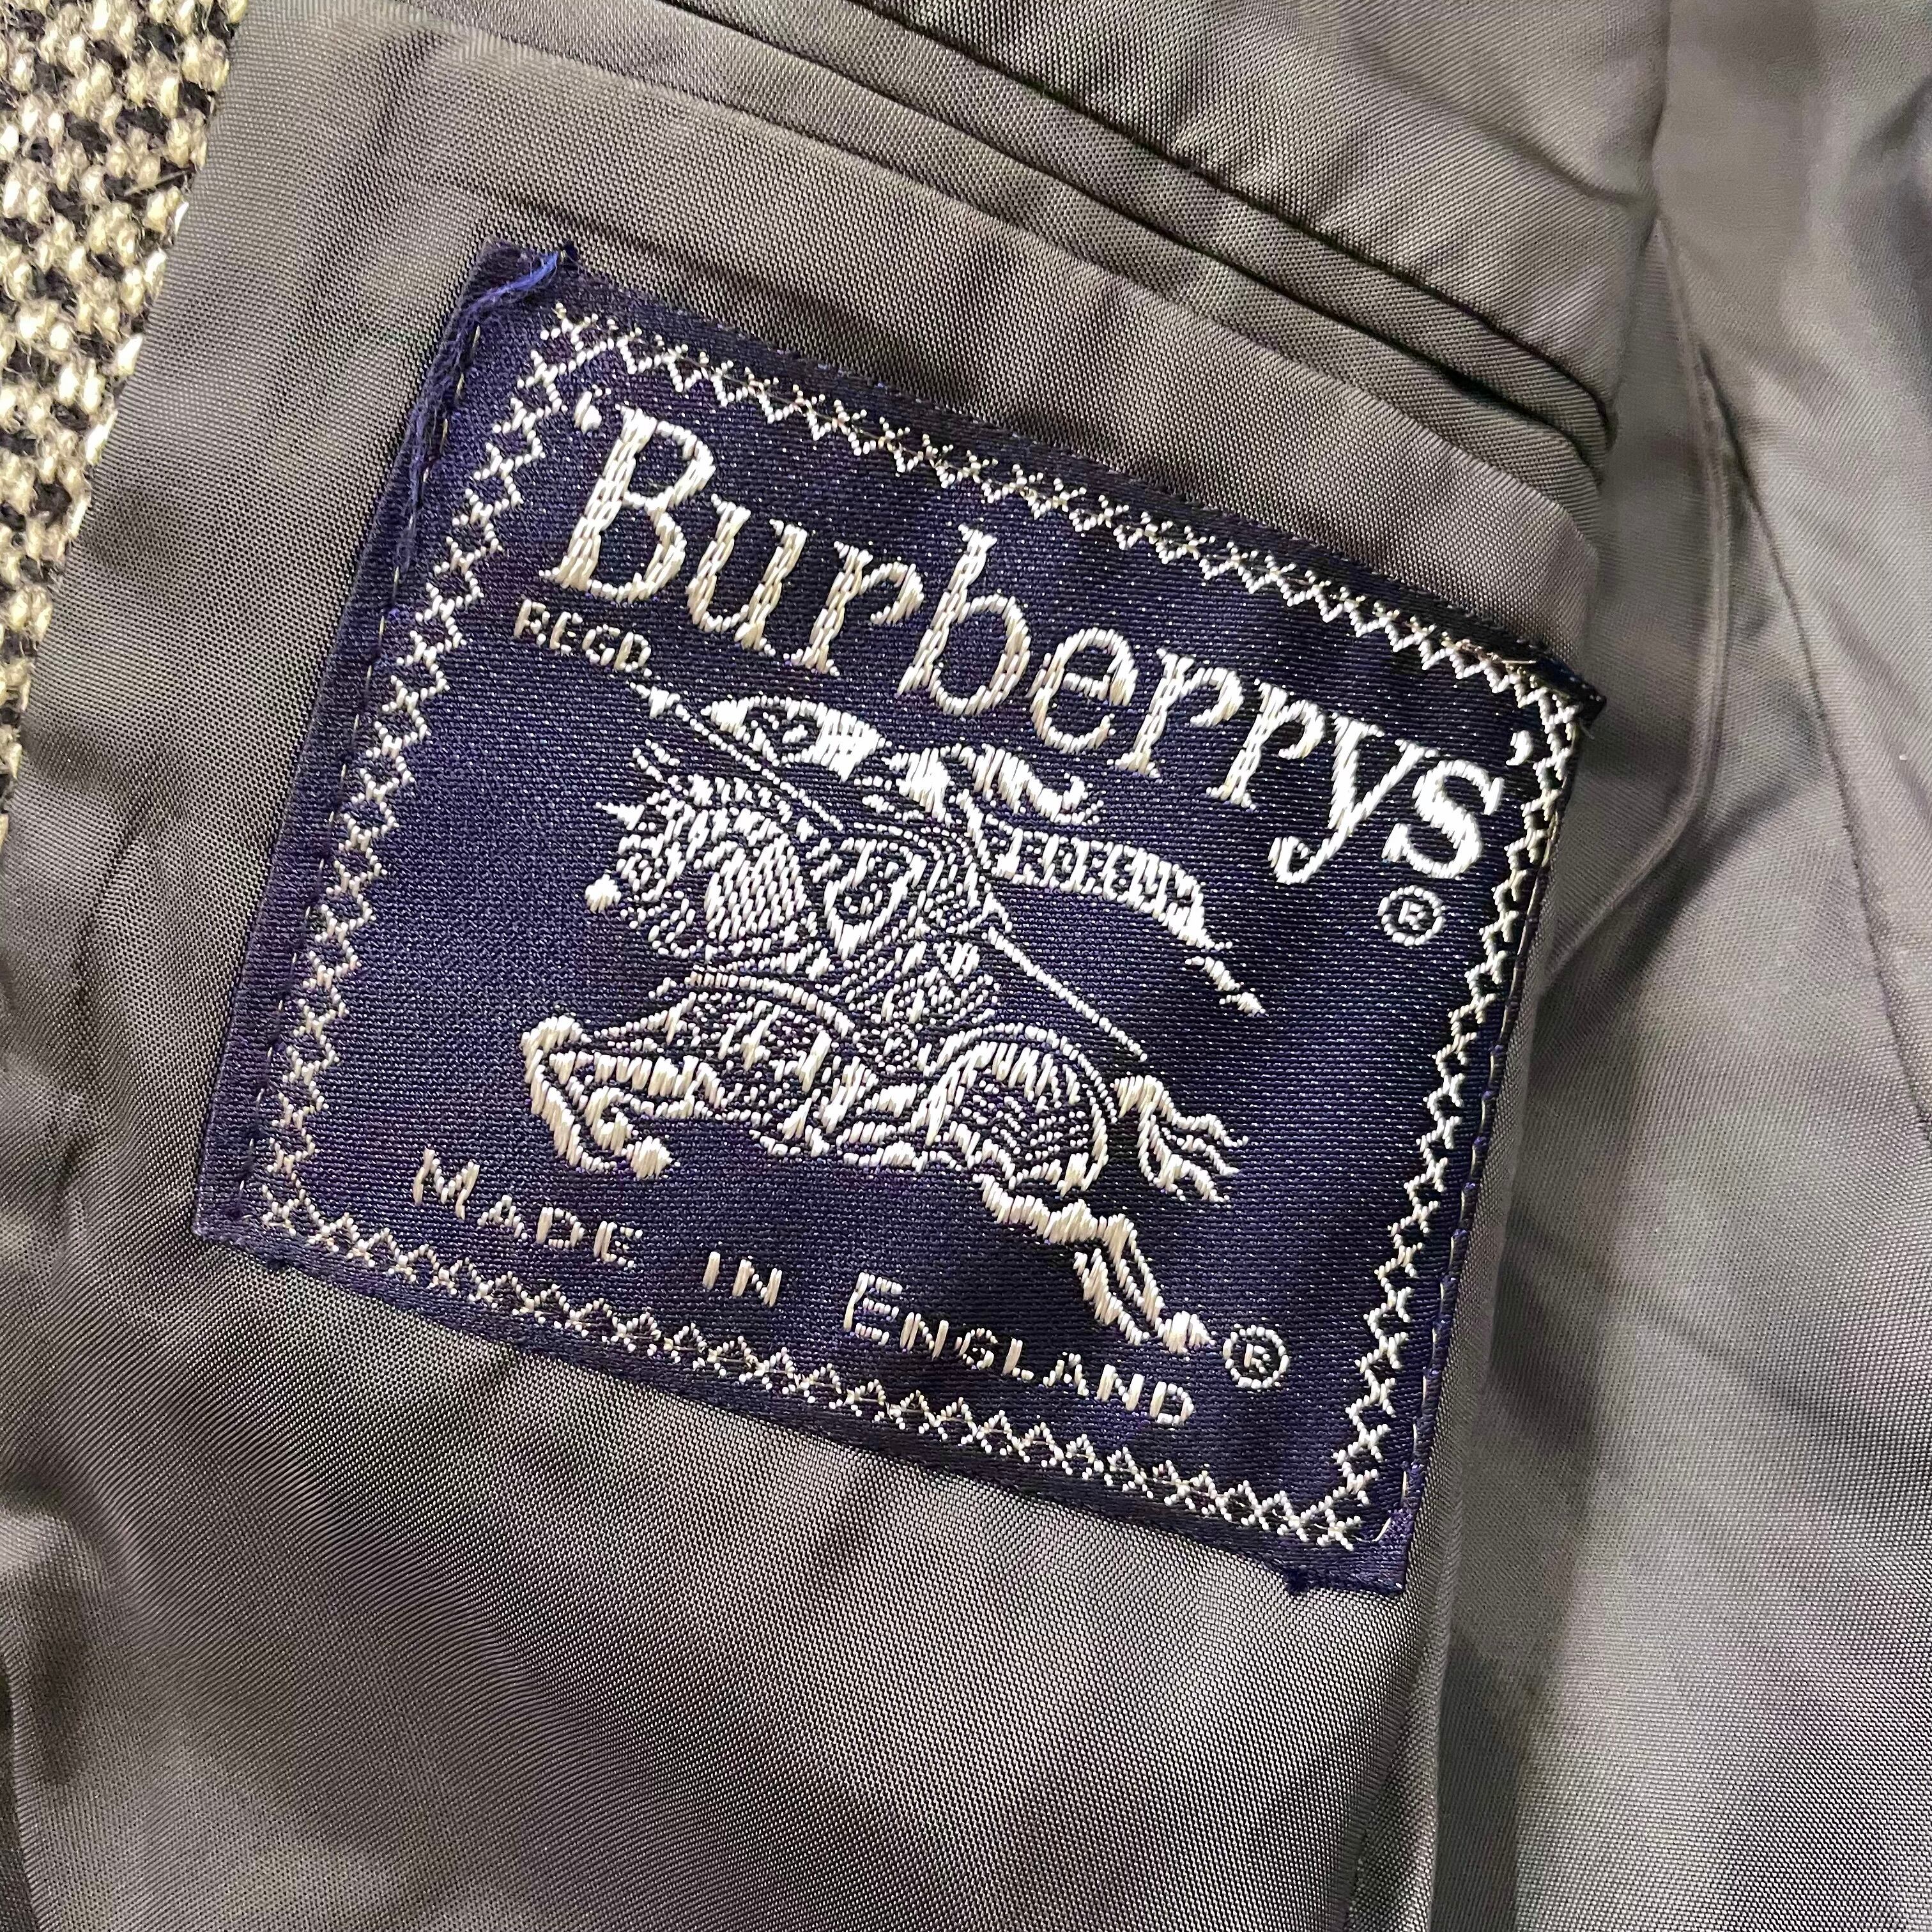 'Burberrys'
REGD ®
PRORSUM
MADE IN ENGLAND ®